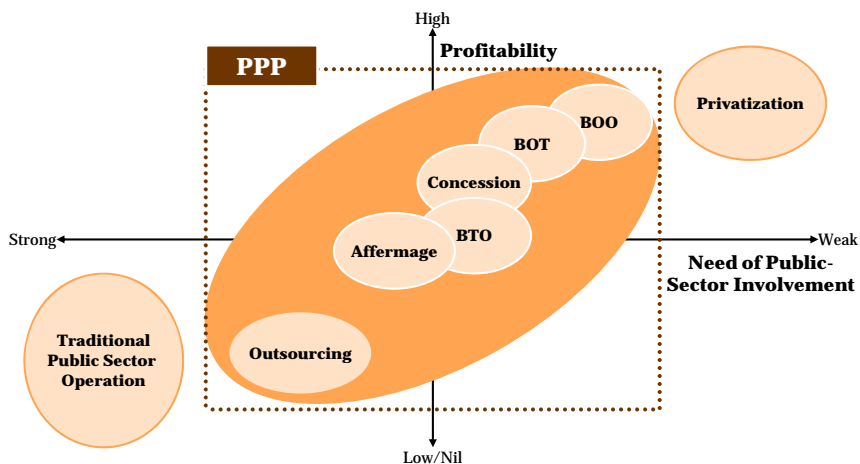 High
Profitability
PPP
Privatization
BOO
BOT
Concession
BTO
Affermage
Strong
Weak
Need of Public-
Sector Involvement
Outsourcing
Traditional
Public Sector
Operation
Low/Nil